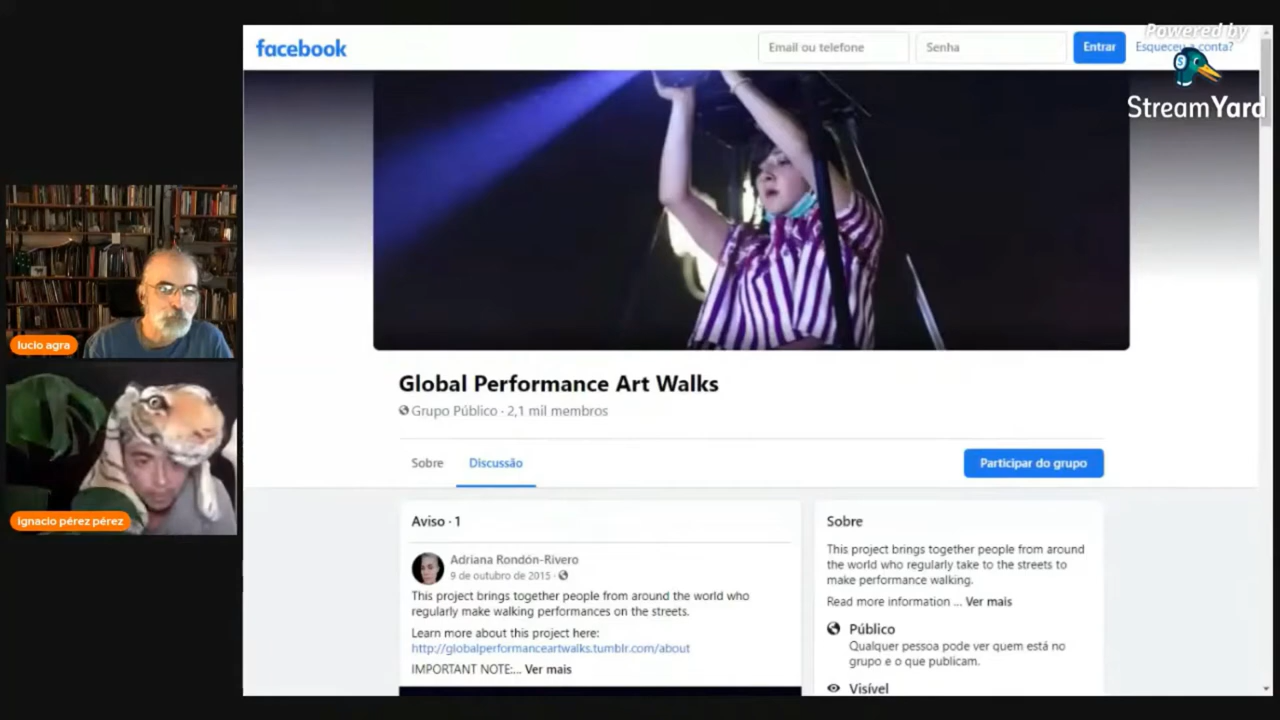 facebook
Email ou telefone
Senha
Entrar
Esqueceu a conta?
Powered by
StreamYard
lucio agra
ignacio pérez pérez
Global Performance Art Walks
Grupo Público · 2,1 mil membros
Sobre
Discussão
Participar do grupo
Aviso · 1
Adriana Rondón-Rivero
9 de outubro de 2015 ·
This project brings together people from around the world who
regularly make walking performances on the streets.
Learn more about this project here:
http://globalperformanceartwalks.tumblr.com/about
IMPORTANT NOTE:... Ver mais
Sobre
This project brings together people from around
the world who regularly take to the streets to
make performance walking.
Read more information ... Ver mais
Público
Qualquer pessoa pode ver quem está no
grupo e o que publicam.
Visível